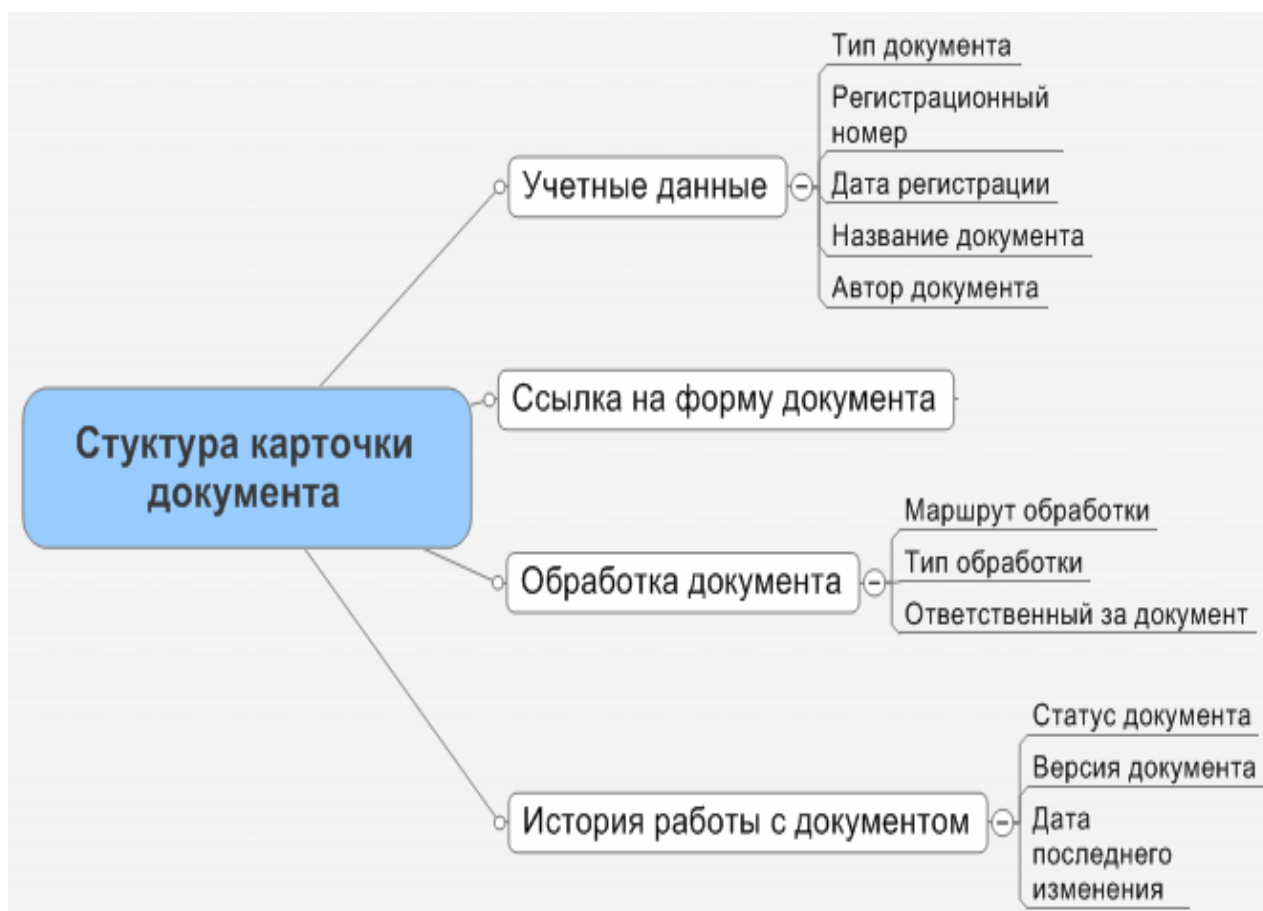 Стуктура карточки
документа
Учетные данные
Тип документа
Регистрационный
номер
Дата регистрации
Название документа
Автор документа
Ссылка на форму документа
Обработка документа
Маршрут обработки
Тип обработки
Ответственный за документ
История работы с документом
Статус документа
Версия документа
Дата
последнего
изменения